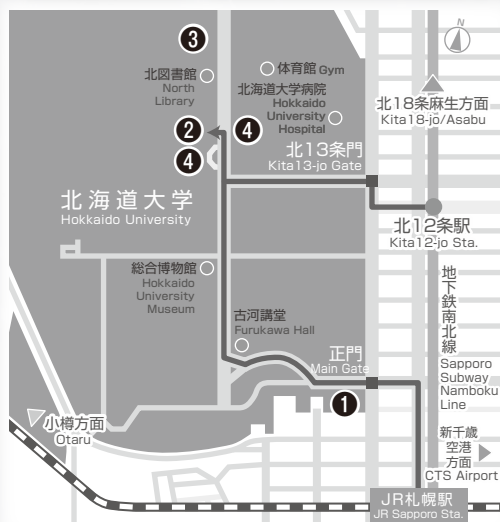 N
❸
北図書館
North
Library
体育館 Gym
北海道大学病院
Hokkaido
University
Hospital
北18条麻生方面
Kita18-jo/Asabu
❷
❹
❹
北13条門
Kita13-jo Gate
北海道大学
Hokkaido University
北12条駅
Kita12-jo Sta.
総合博物館
Hokkaido
University
Museum
地下鉄南北線
Sapporo
Subway
Namboku
Line
古河講堂
Furukawa Hall
正門
Main Gate
❶
小樽方面
Otaru
新千歳
空港
方面
CTS Airport
JR札幌駅
JR Sapporo Sta.